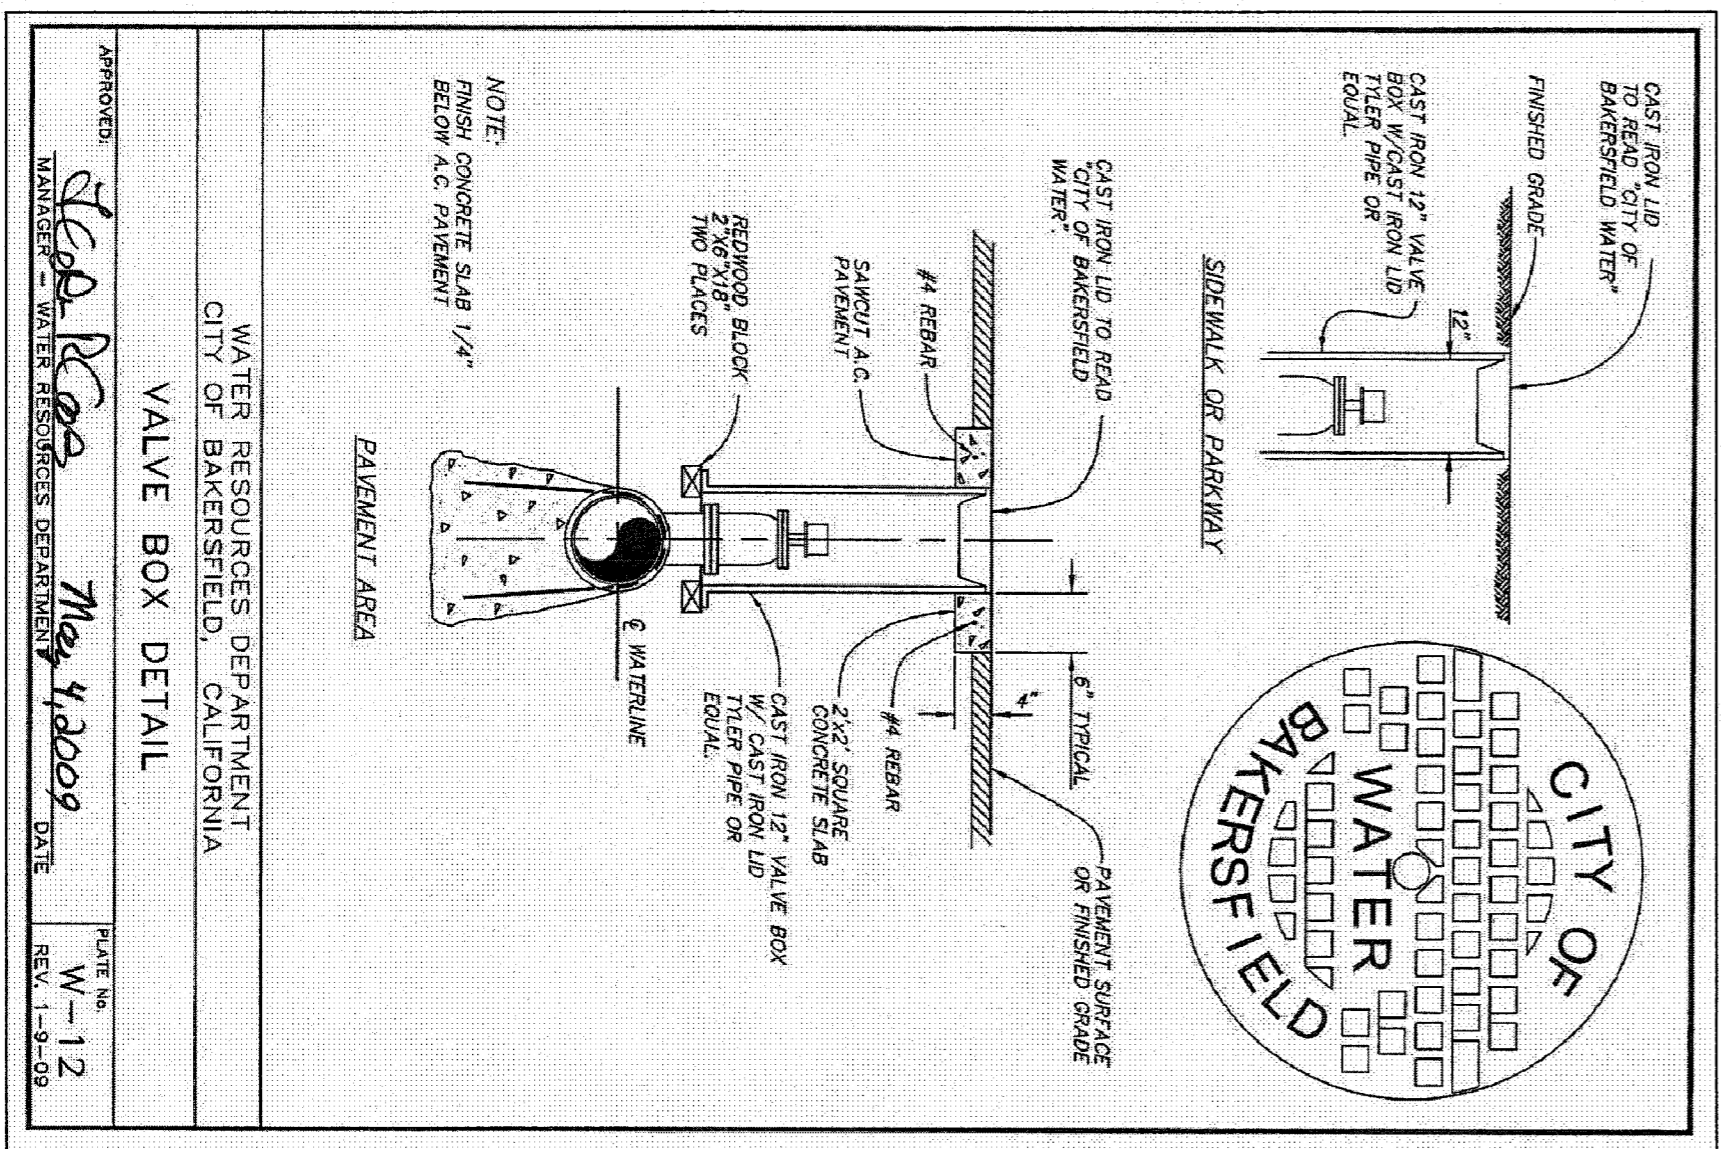 CAST IRON LID
TO READ "CITY OF
BAKERSFIELD WATER"
FINISHED GRADE
CAST IRON 12" VALVE
BOX W/CAST IRON LID
TYLER PIPE OR
EQUAL
12"
SIDEWALK OR PARKWAY
CITY OF
WATER
BAKERSFIELD
CAST IRON LID TO READ
"CITY OF BAKERSFIELD
WATER".
#4 REBAR
SAWCUT A.C.
PAVEMENT
REDWOOD BLOCK
2"X6"X18"
TWO PLACES
6" TYPICAL
4"
PAVEMENT SURFACE
OR FINISHED GRADE
#4 REBAR
2'x2' SQUARE
CONCRETE SLAB
CAST IRON 12" VALVE BOX
W/ CAST IRON LID
TYLER PIPE OR
EQUAL.
℄ WATERLINE
NOTE:
FINISH CONCRETE SLAB 1/4"
BELOW A.C. PAVEMENT
PAVEMENT AREA
WATER RESOURCES DEPARTMENT
CITY OF BAKERSFIELD, CALIFORNIA
VALVE BOX DETAIL
APPROVED:
May 4, 2009
MANAGER - WATER RESOURCES DEPARTMENT
DATE
PLATE No.
W-12
REV. 1-9-09